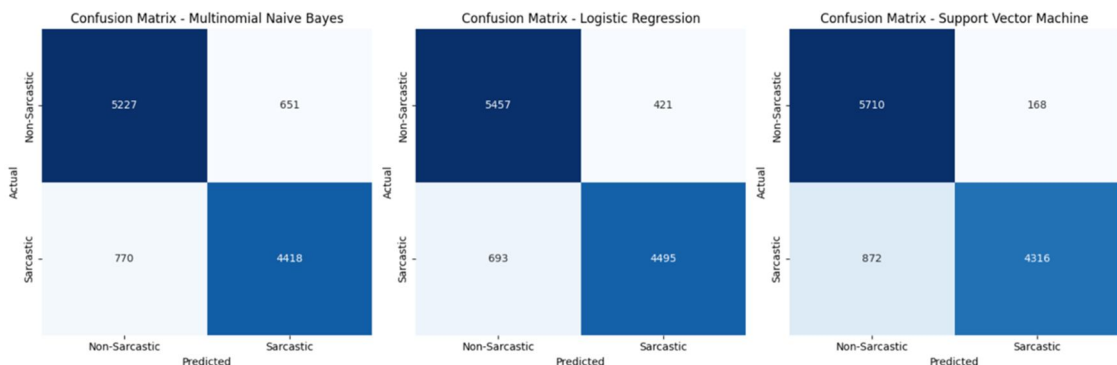 Confusion Matrix - Multinomial Naive Bayes
Actual
Non-Sarcastic
5227
651
Sarcastic
770
4418
Non-Sarcastic
Sarcastic
Predicted
Confusion Matrix - Logistic Regression
Actual
Non-Sarcastic
5457
421
Sarcastic
693
4495
Non-Sarcastic
Sarcastic
Predicted
Confusion Matrix - Support Vector Machine
Actual
Non-Sarcastic
5710
168
Sarcastic
872
4316
Non-Sarcastic
Sarcastic
Predicted